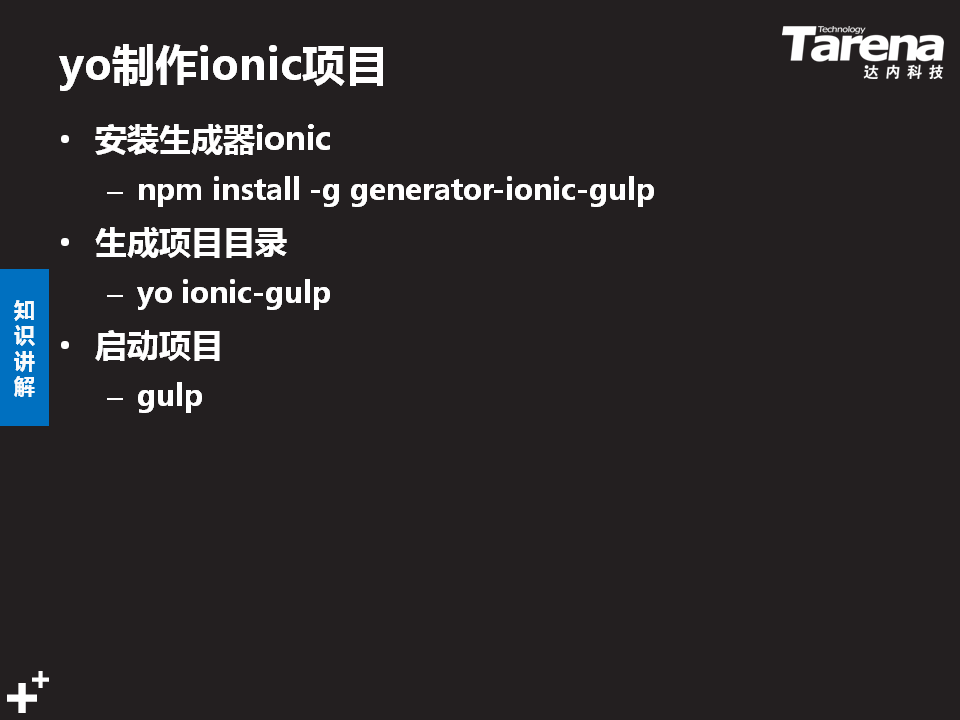 yo制作ionic项目
Technology
Tarena
达内科技
• 安装生成器ionic
– npm install -g generator-ionic-gulp
• 生成项目目录
– yo ionic-gulp
• 启动项目
– gulp
知
识
讲
解